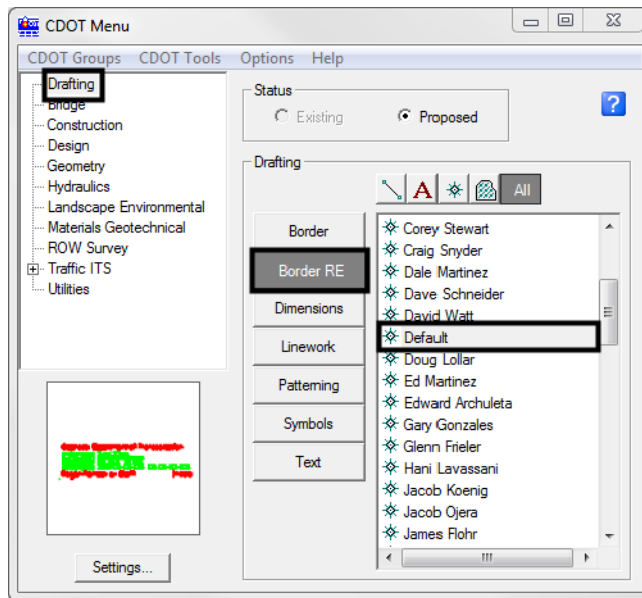 CDOT Menu
CDOT Groups CDOT Tools Options Help
Drafting
Bridge
Construction
Design
Geometry
Hydraulics
Landscape Environmental
Materials Geotechnical
ROW Survey
Traffic ITS
Utilities
Settings...
Status
Existing Proposed
?
Drafting
A All
Border
Border RE
Dimensions
Linework
Patterning
Symbols
Text
Corey Stewart
Craig Snyder
Dale Martinez
Dave Schneider
David Watt
Default
Doug Lollar
Ed Martinez
Edward Archuleta
Gary Gonzales
Glenn Frieler
Hani Lavassani
Jacob Koenig
Jacob Ojera
James Flohr